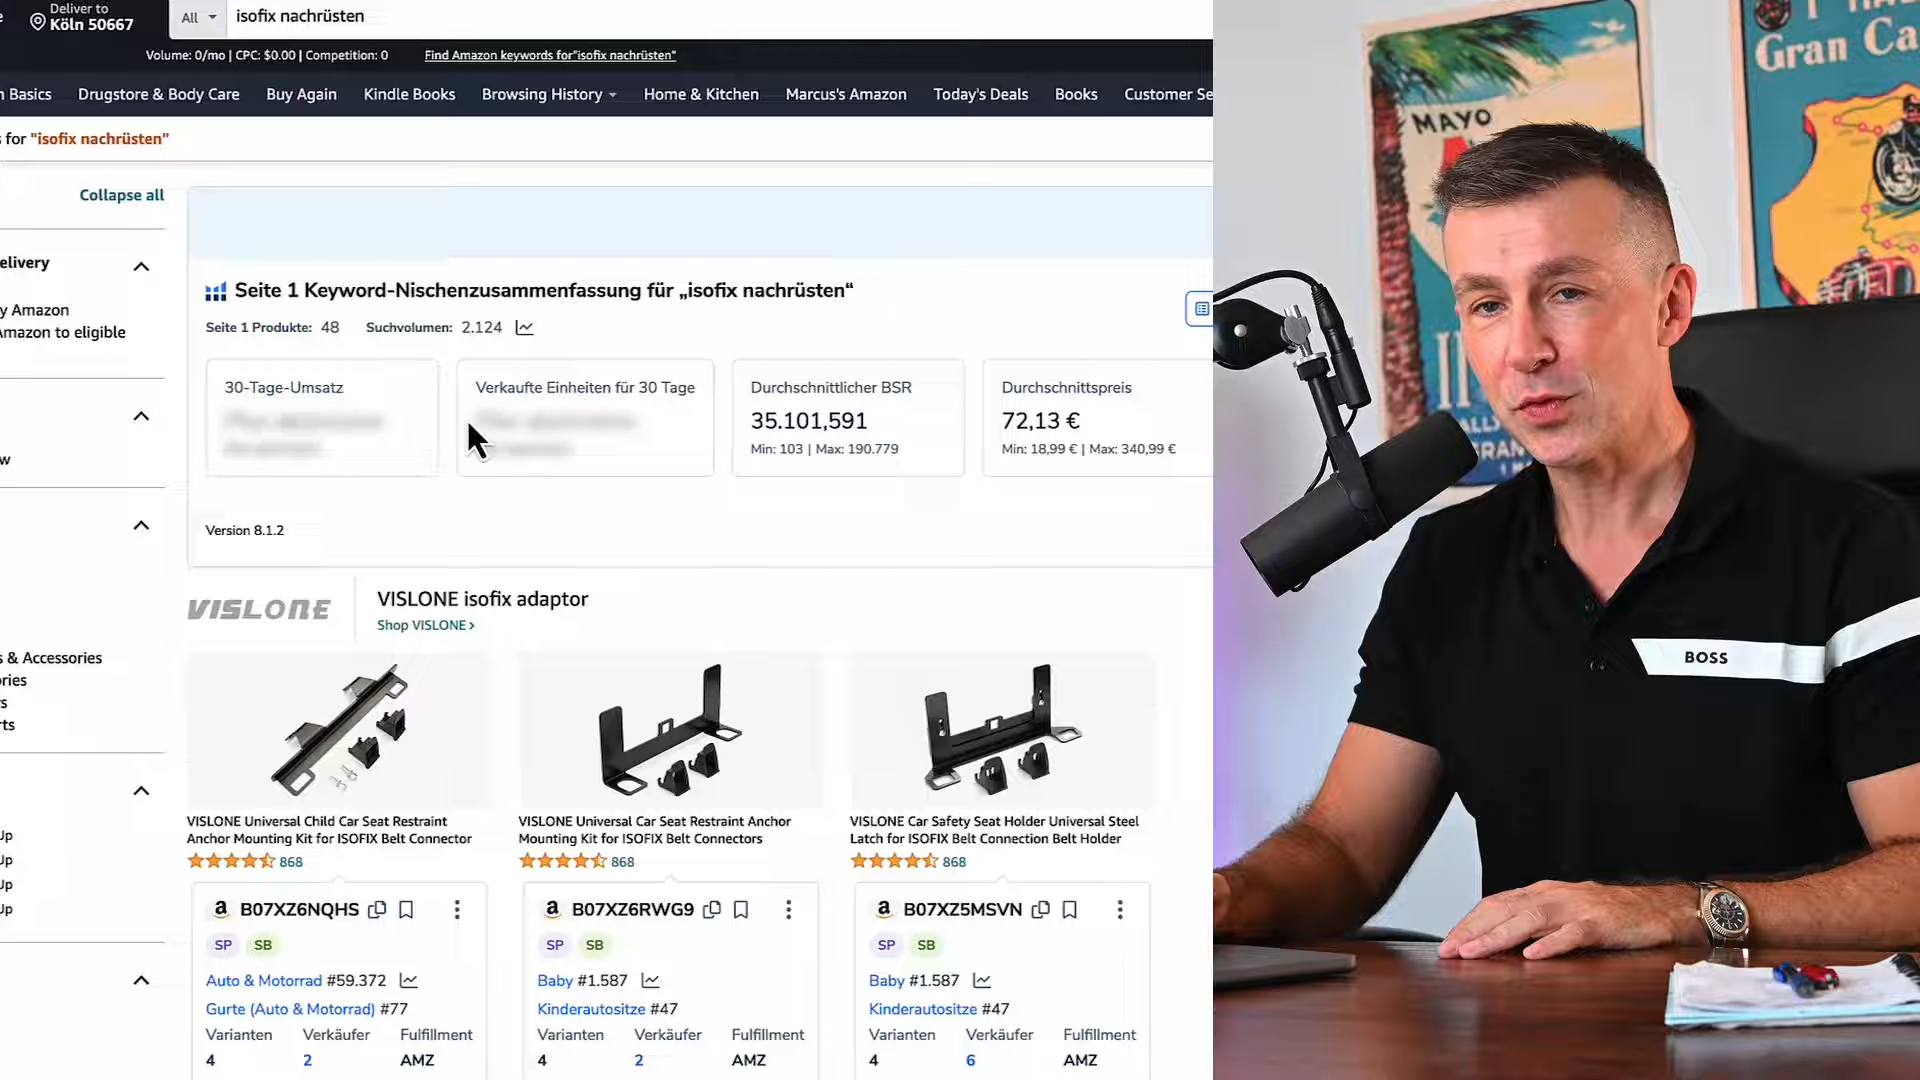 Deliver to
Köln 50667
All
isofix nachrüsten
Volume: 0/mo | CPC: $0.00 | Competition: 0
Find Amazon keywords for"isofix nachrüsten"
n Basics
Drugstore & Body Care
Buy Again
Kindle Books
Browsing History
Home & Kitchen
Marcus's Amazon
Today's Deals
Books
Customer Se
s for "isofix nachrüsten"
Collapse all
elivery
y Amazon
Amazon to eligible
w
s & Accessories
ories
rs
rts
Up
Up
Up
Up
Seite 1 Keyword-Nischenzusammenfassung für „isofix nachrüsten“
Seite 1 Produkte: 48
Suchvolumen: 2.124
30-Tage-Umsatz
Verkaufte Einheiten für 30 Tage
Durchschnittlicher BSR
35.101,591
Min: 103 | Max: 190.779
Durchschnittspreis
72,13 €
Min: 18,99 € | Max: 340,99 €
Version 8.1.2
VISLONE
VISLONE isofix adaptor
Shop VISLONE ›
VISLONE Universal Child Car Seat Restraint
Anchor Mounting Kit for ISOFIX Belt Connector
868
a B07XZ6NQHS
SP SB
Auto & Motorrad #59.372
Gurte (Auto & Motorrad) #77
Varianten Verkäufer Fulfillment
4 2 AMZ
VISLONE Universal Car Seat Restraint Anchor
Mounting Kit for ISOFIX Belt Connectors
868
a B07XZ6RWG9
SP SB
Baby #1.587
Kinderautositze #47
Varianten Verkäufer Fulfillment
4 2 AMZ
VISLONE Car Safety Seat Holder Universal Steel
Latch for ISOFIX Belt Connection Belt Holder
868
a B07XZ5MSVN
SP SB
Baby #1.587
Kinderautositze #47
Varianten Verkäufer Fulfillment
4 6 AMZ
MAYO
Gran Ca
BOSS